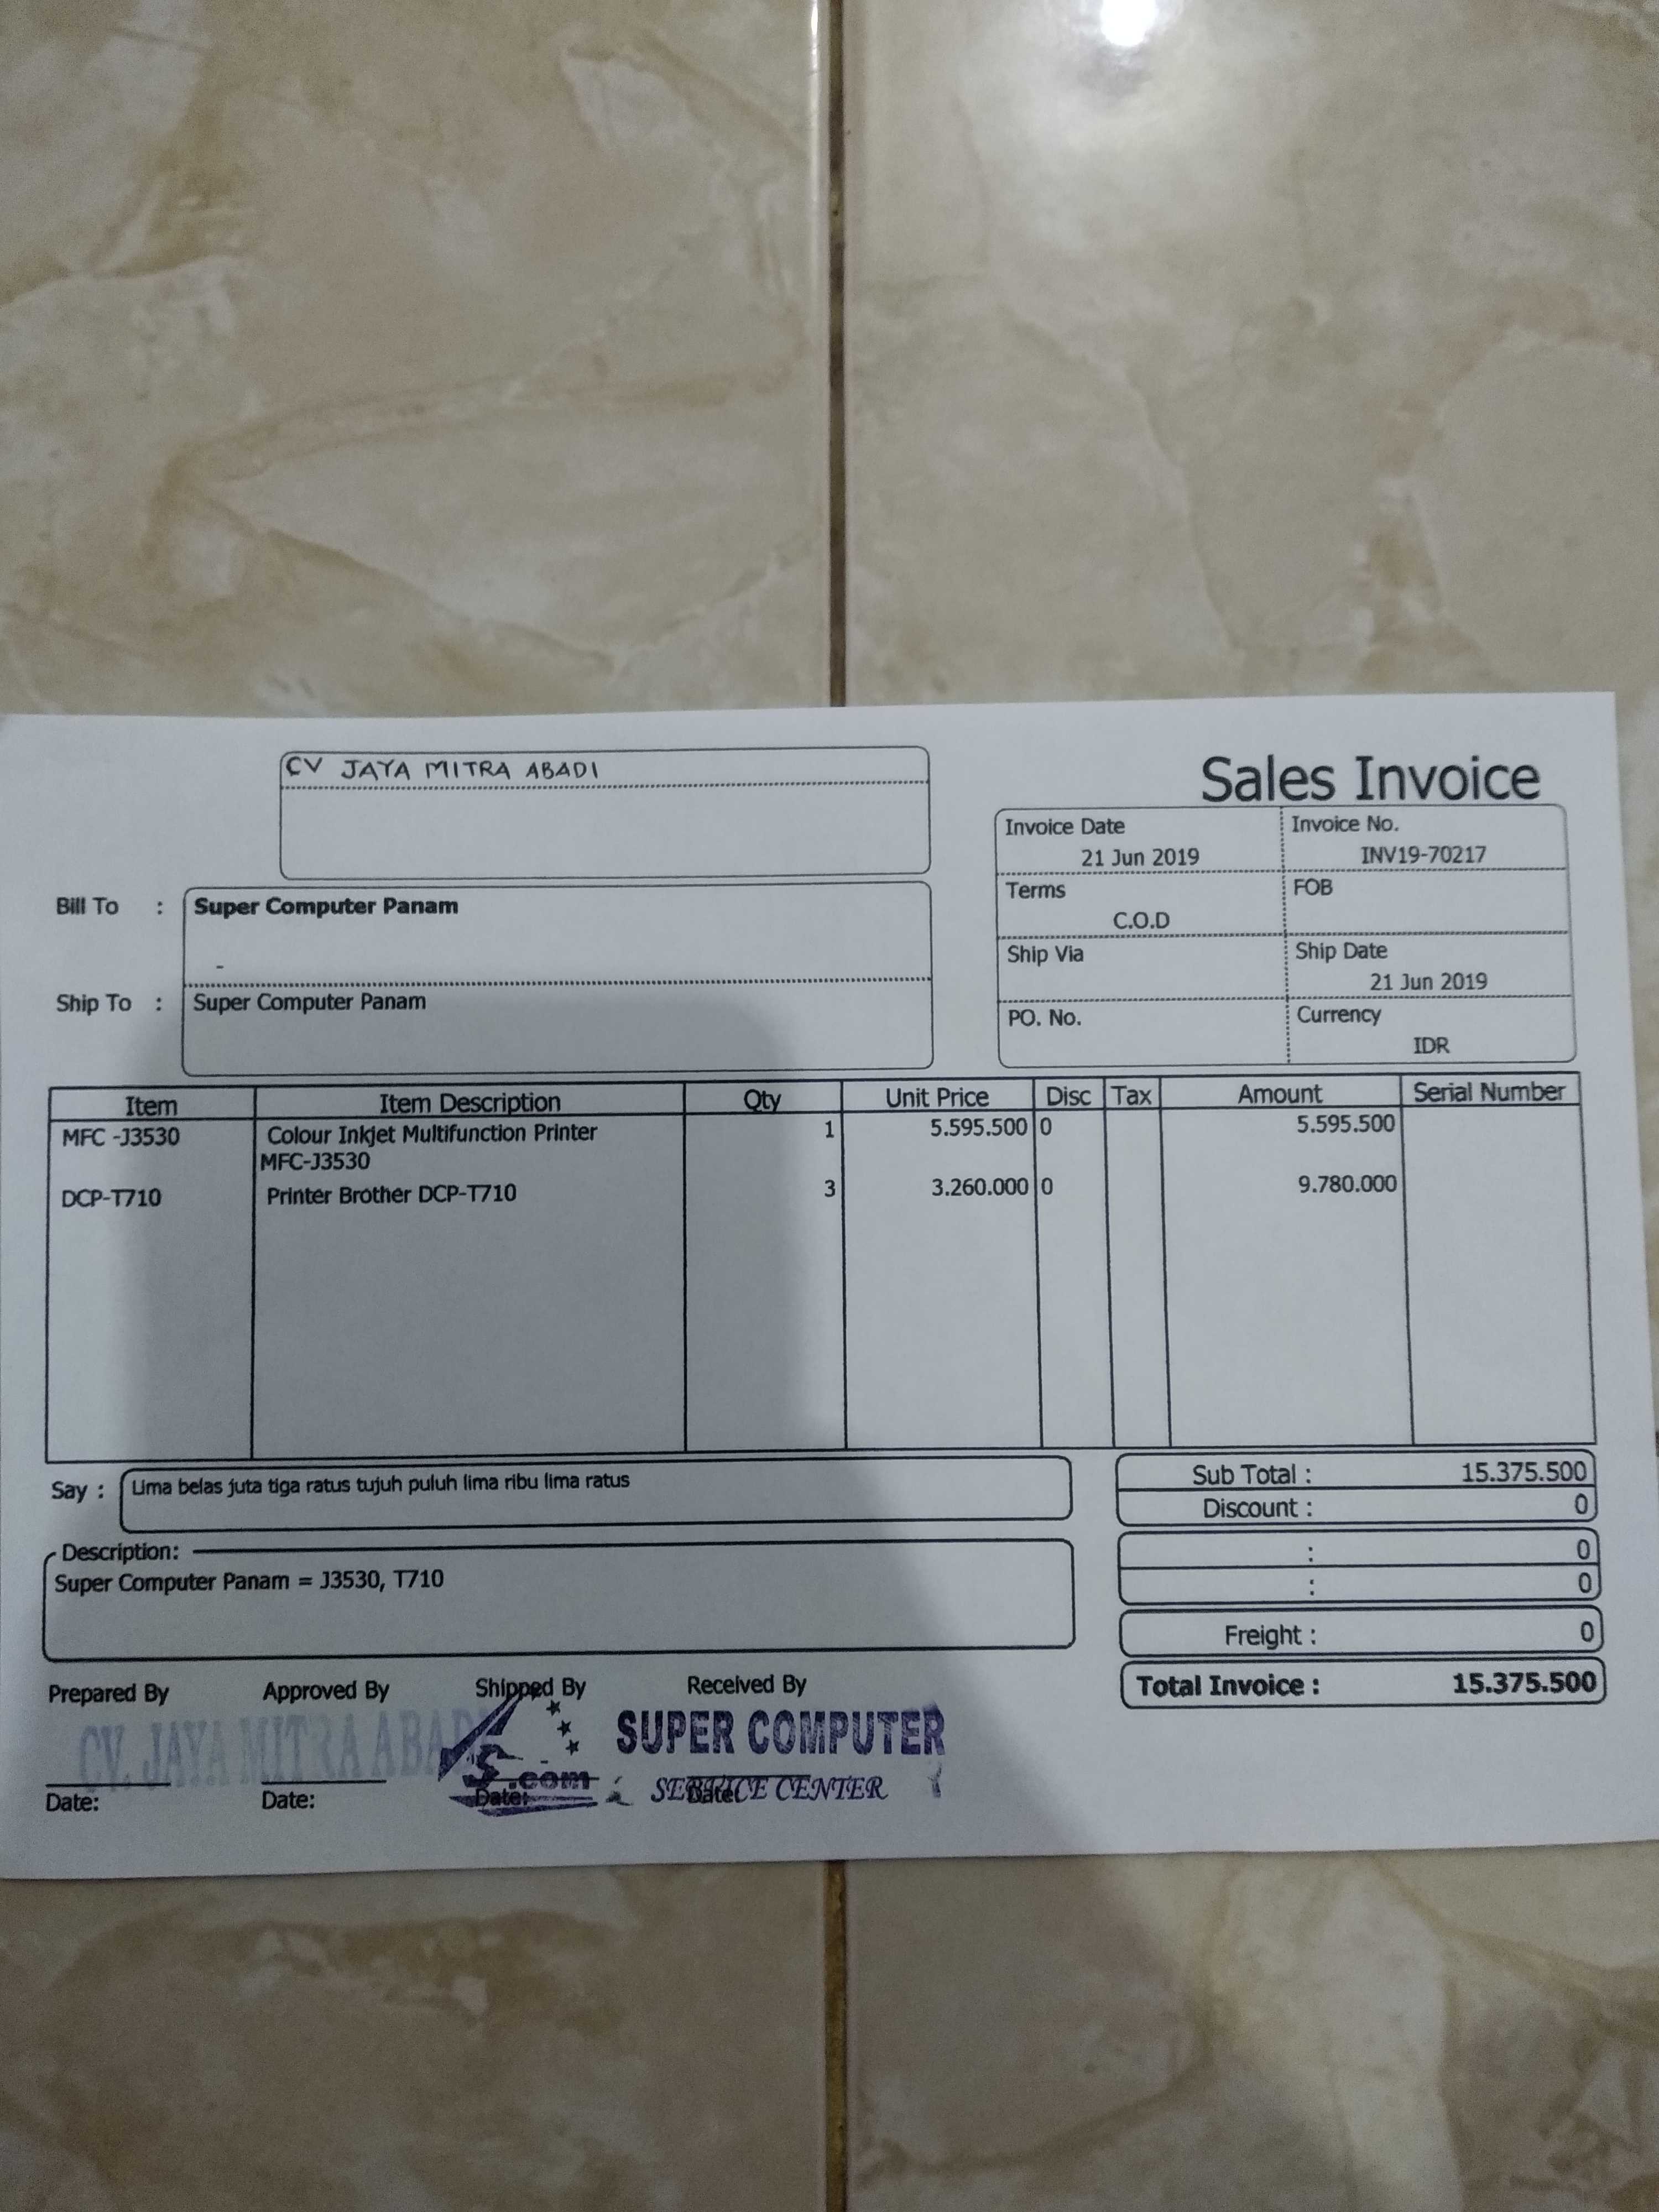 CV JAYA MITRA ABADI
Sales Invoice
Invoice Date
21 Jun 2019
Invoice No.
INV19-70217
Terms
C.O.D
FOB
Ship Via
Ship Date
21 Jun 2019
PO. No.
Currency
IDR
Bill To : Super Computer Panam
-
Ship To : Super Computer Panam
Item Item Description Qty Unit Price Disc Tax Amount Serial Number
MFC -J3530 Colour Inkjet Multifunction Printer 1 5.595.500 0 5.595.500
MFC-J3530
DCP-T710 Printer Brother DCP-T710 3 3.260.000 0 9.780.000
Say : Lima belas juta tiga ratus tujuh puluh lima ribu lima ratus
Description:
Super Computer Panam = J3530, T710
Sub Total : 15.375.500
Discount : 0
: 0
: 0
Freight : 0
Total Invoice : 15.375.500
Prepared By Approved By Shipped By Received By
CV. JAYA MITRA ABADI
S.com
SUPER COMPUTER
SERVICE CENTER
Date: Date: Date: Date: